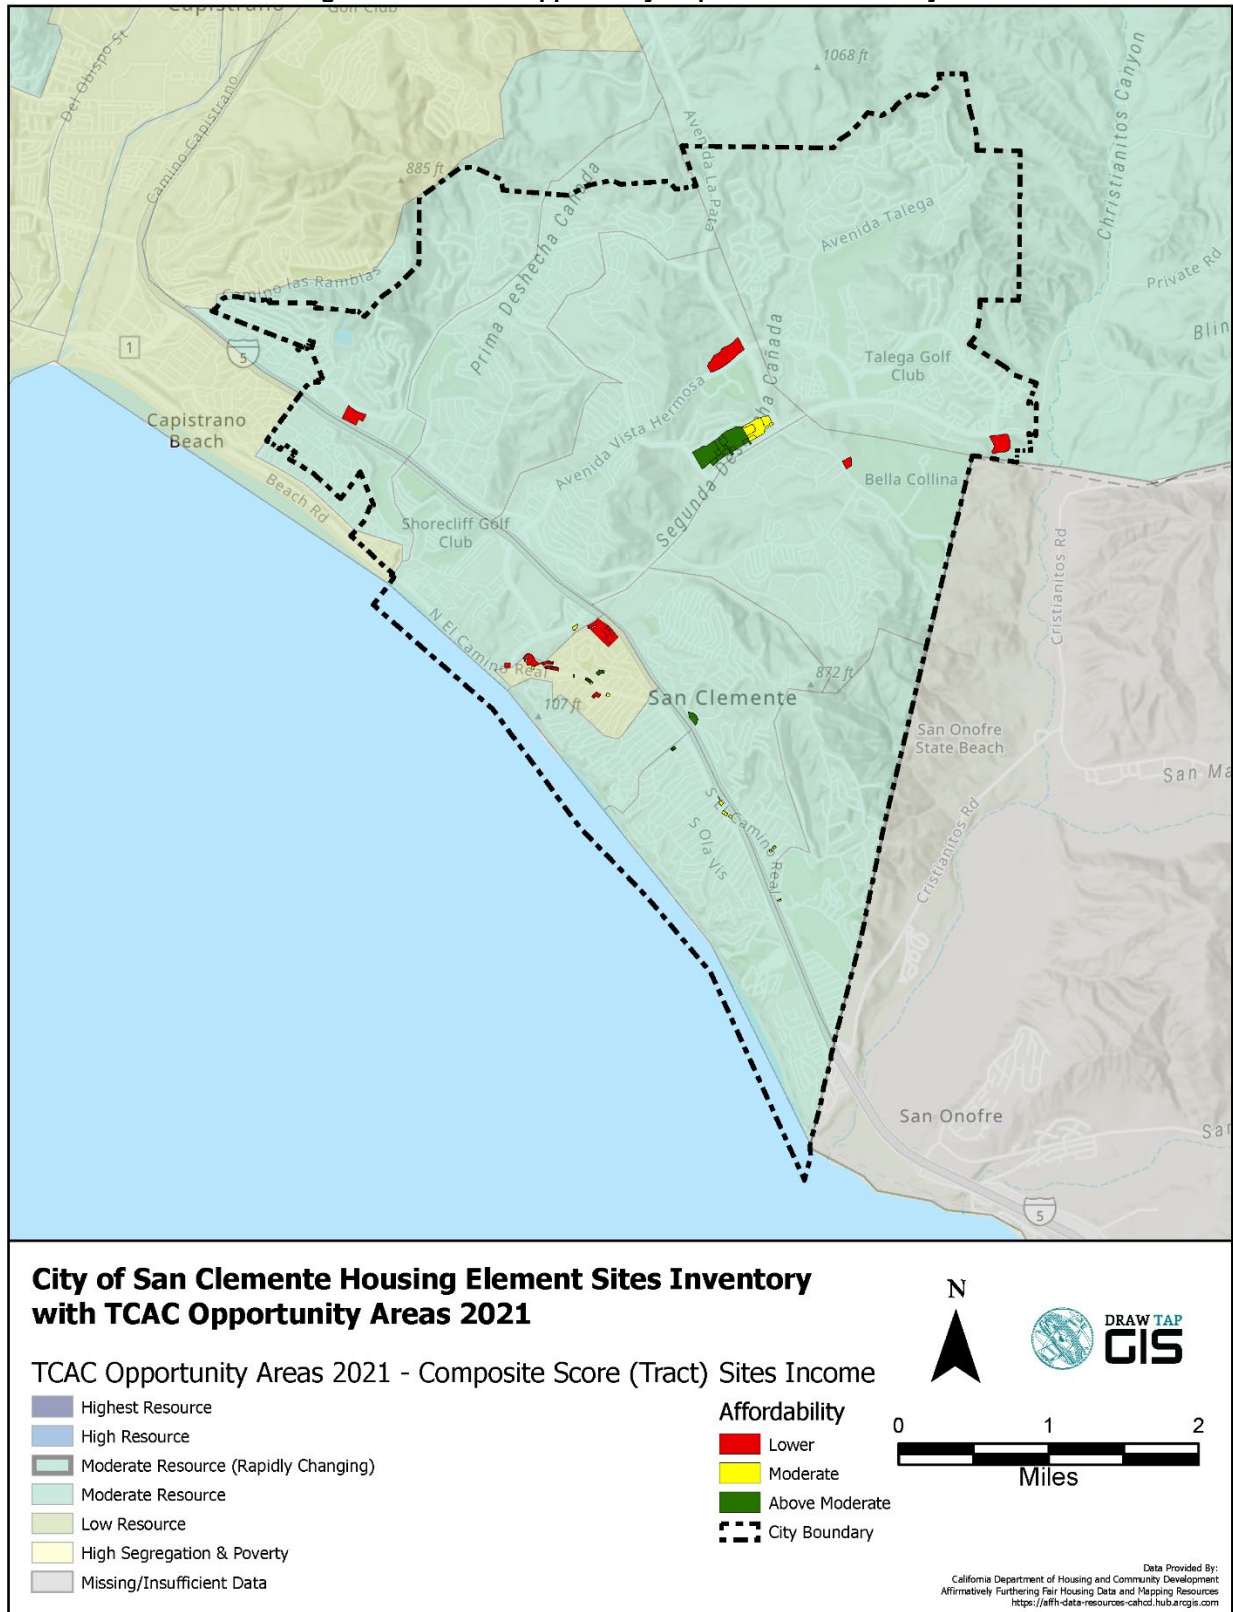 Capistrano
Golf Club
1068 ft
Del Obispo St
Camino Capistrano
Christianitos Canyon
Avenida La Pata
885 ft
Prima Deshecha Cañada
Avenida Talega
Private Rd
Camino las Ramblas
1
5
Blin
Talega Golf
Club
Segunda Deshecha Cañada
Avenida Vista Hermosa
Capistrano
Beach
Bella Collina
Beach Rd
Shorecliff Golf
Club
Cristianitos Rd
N El Camino Real
872 ft
San Clemente
107 ft
San Onofre
State Beach
San Ma
S El Camino Real
S Ola Vis
Cristianitos Rd
San Onofre
San
5
City of San Clemente Housing Element Sites Inventory
with TCAC Opportunity Areas 2021
N
DRAW TAP
GIS
TCAC Opportunity Areas 2021 - Composite Score (Tract)
Highest Resource
High Resource
Moderate Resource (Rapidly Changing)
Moderate Resource
Low Resource
High Segregation & Poverty
Missing/Insufficient Data
Sites Income
Affordability
Lower
Moderate
Above Moderate
City Boundary
0 1 2
Miles
Data Provided By:
California Department of Housing and Community Development
Affirmatively Furthering Fair Housing Data and Mapping Resources
https://affh-data-resources-cahcd.hub.arcgis.com